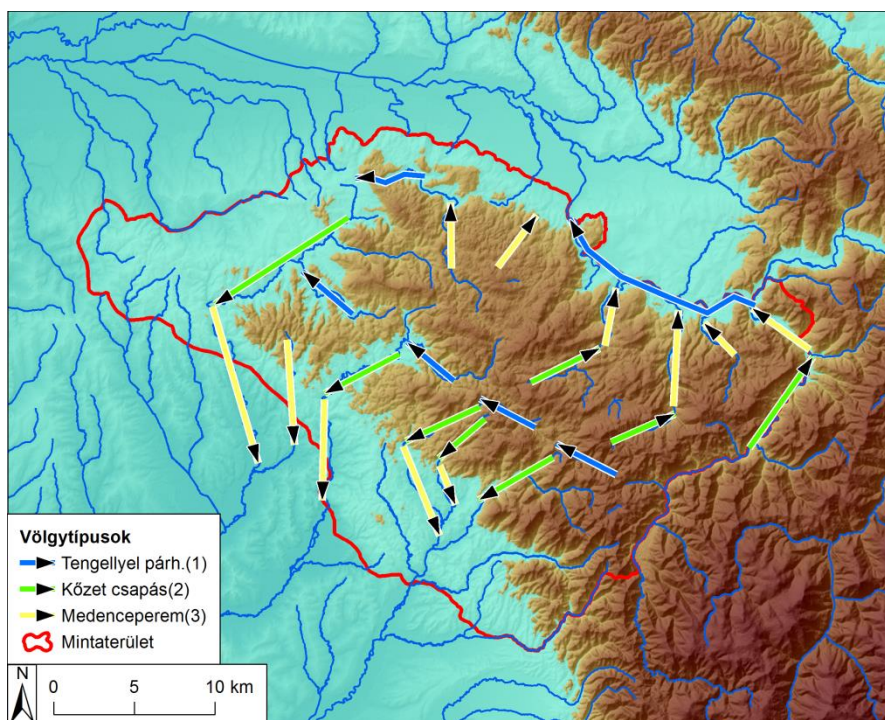 Völgytípusok
Tengellyel párh.(1)
Kőzet csapás(2)
Medenceperem(3)
Mintaterület
N
0 5 10 km